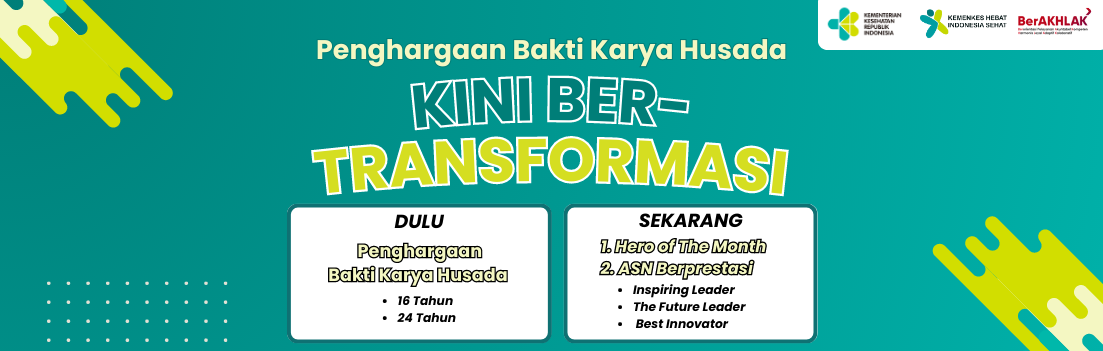 KEMENTERIAN
KESEHATAN
REPUBLIK
INDONESIA
KEMENKES HEBAT
INDONESIA SEHAT
BerAKHLAK
Penghargaan Bakti Karya Husada
KINI BER-
TRANSFORMASI
DULU
Penghargaan
Bakti Karya Husada
• 16 Tahun
• 24 Tahun
SEKARANG
1. Hero of The Month
2. ASN Berprestasi
• Inspiring Leader
• The Future Leader
• Best Innovator